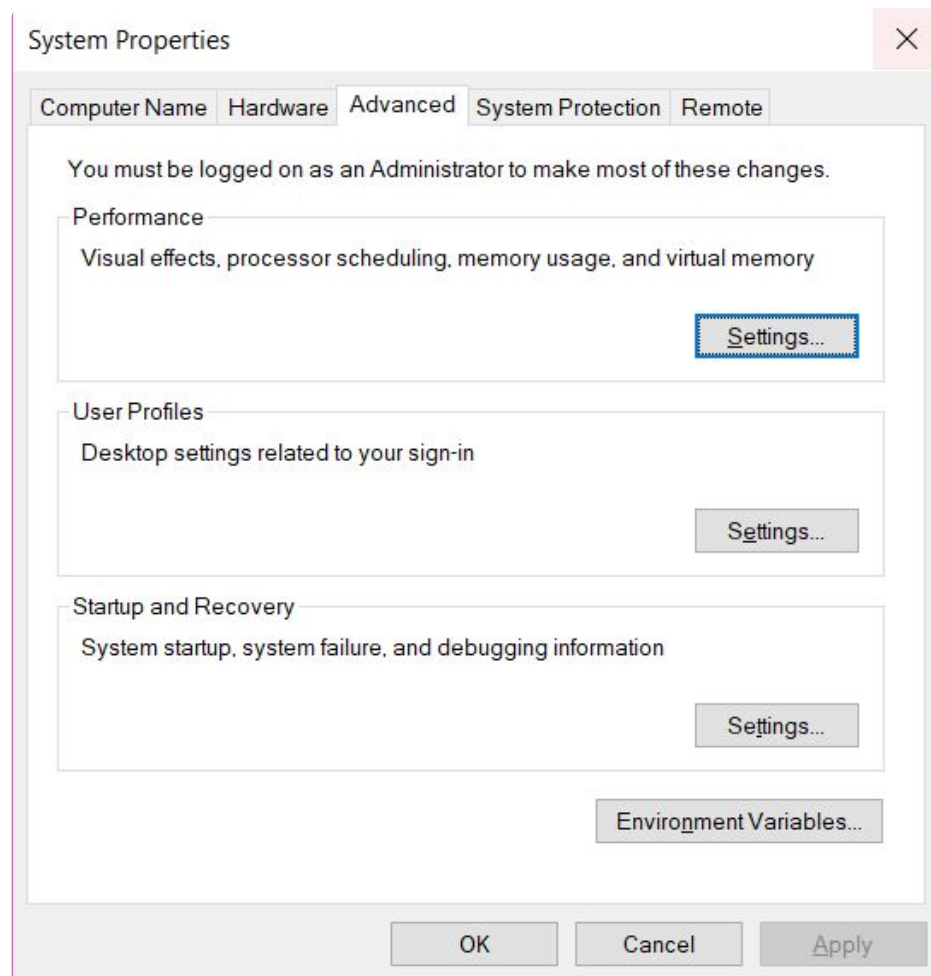 System Properties
Computer Name Hardware Advanced System Protection Remote
You must be logged on as an Administrator to make most of these changes.
Performance
Visual effects, processor scheduling, memory usage, and virtual memory
Settings...
User Profiles
Desktop settings related to your sign-in
Settings...
Startup and Recovery
System startup, system failure, and debugging information
Settings...
Environment Variables...
OK Cancel Apply